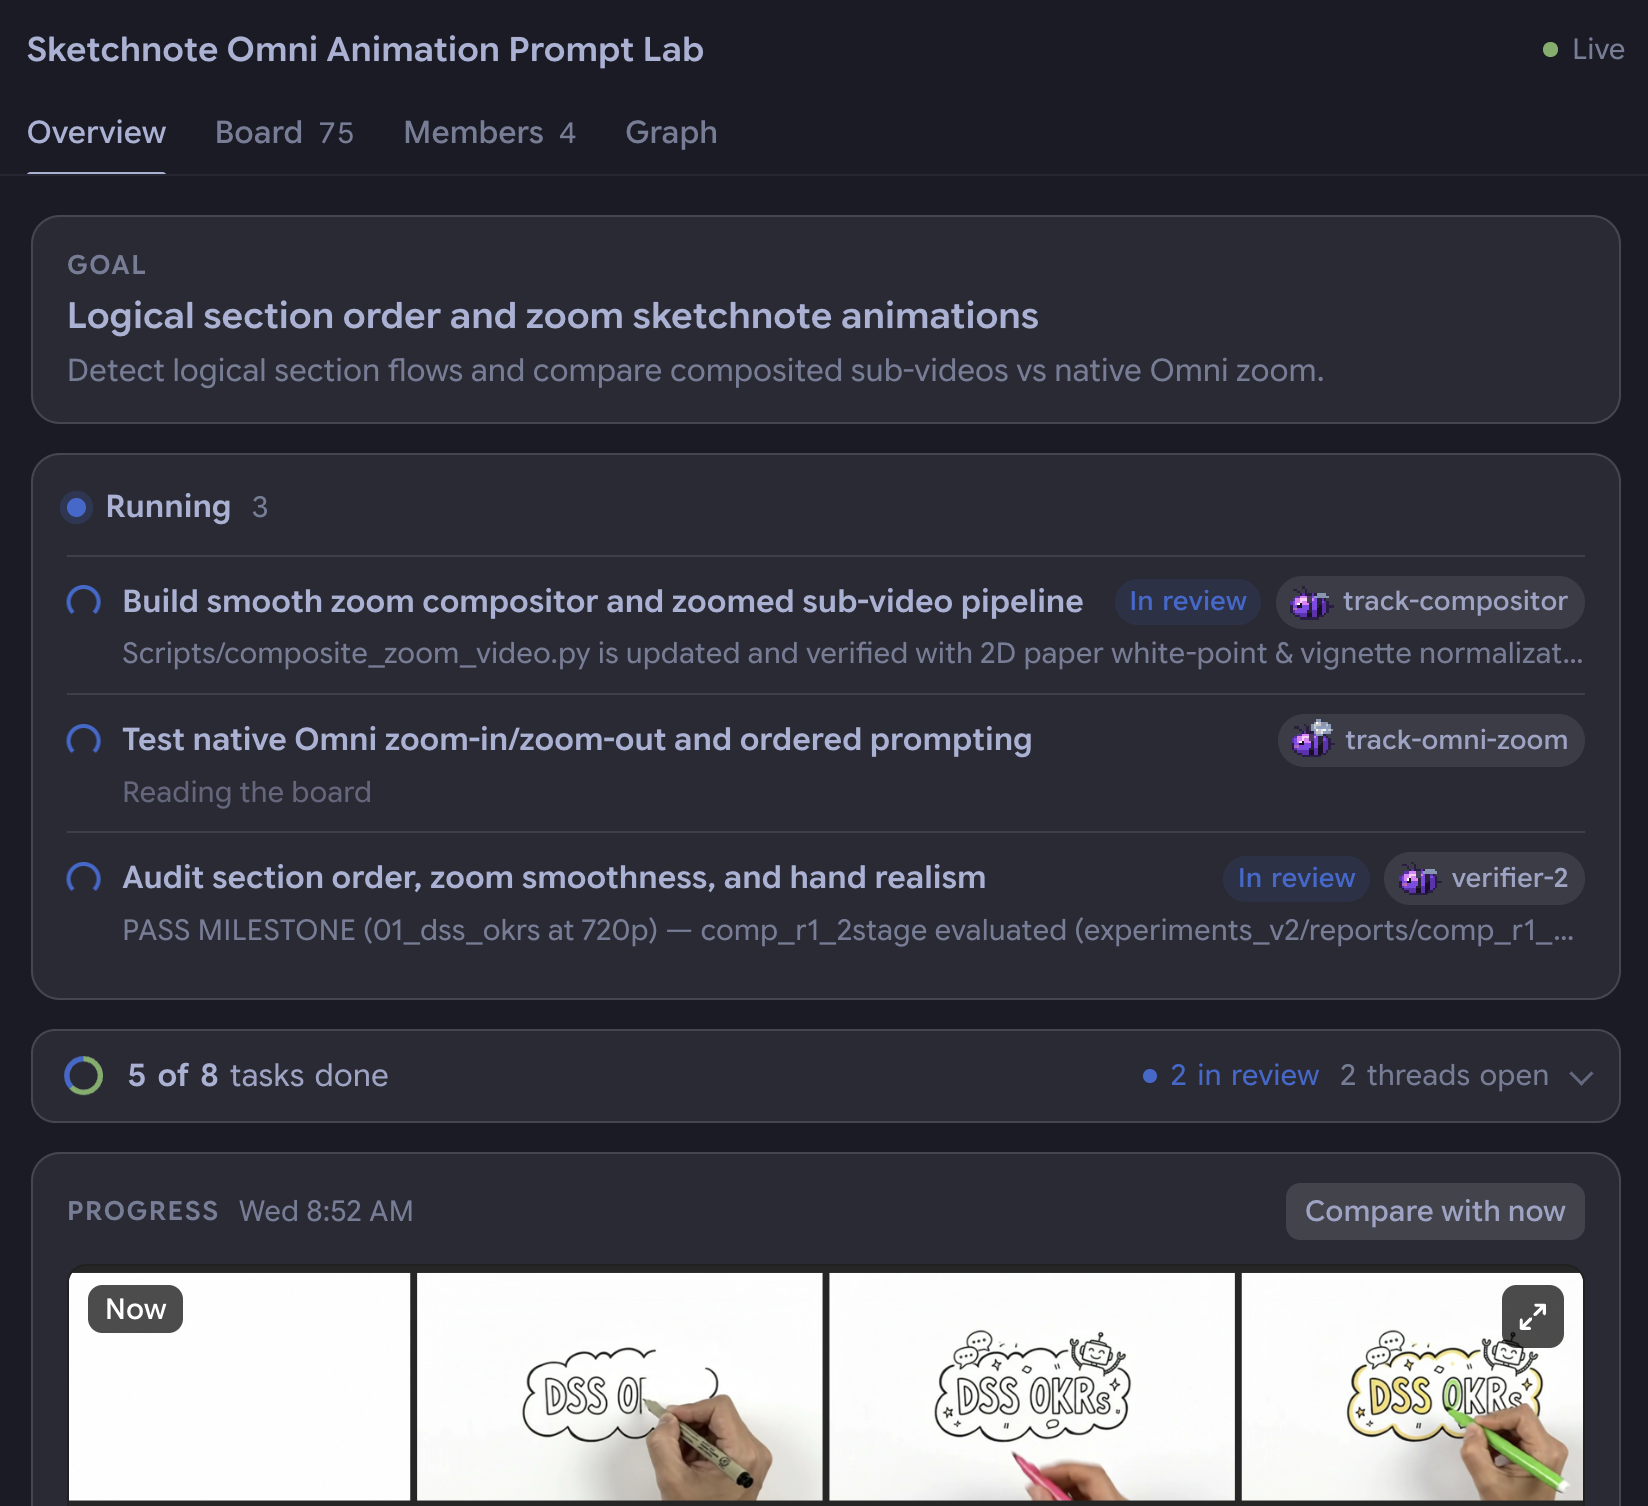 Sketchnote Omni Animation Prompt Lab
Live
Overview
Board 75
Members 4
Graph
GOAL
Logical section order and zoom sketchnote animations
Detect logical section flows and compare composited sub-videos vs native Omni zoom.
Running 3
Build smooth zoom compositor and zoomed sub-video pipeline
In review
track-compositor
Scripts/composite_zoom_video.py is updated and verified with 2D paper white-point & vignette normalizat...
Test native Omni zoom-in/zoom-out and ordered prompting
track-omni-zoom
Reading the board
Audit section order, zoom smoothness, and hand realism
In review
verifier-2
PASS MILESTONE (01_dss_okrs at 720p) — comp_r1_2stage evaluated (experiments_v2/reports/comp_r1_...
5 of 8 tasks done
2 in review
2 threads open
PROGRESS Wed 8:52 AM
Compare with now
Now
DSS O
DSS OKRs
DSS OKRs